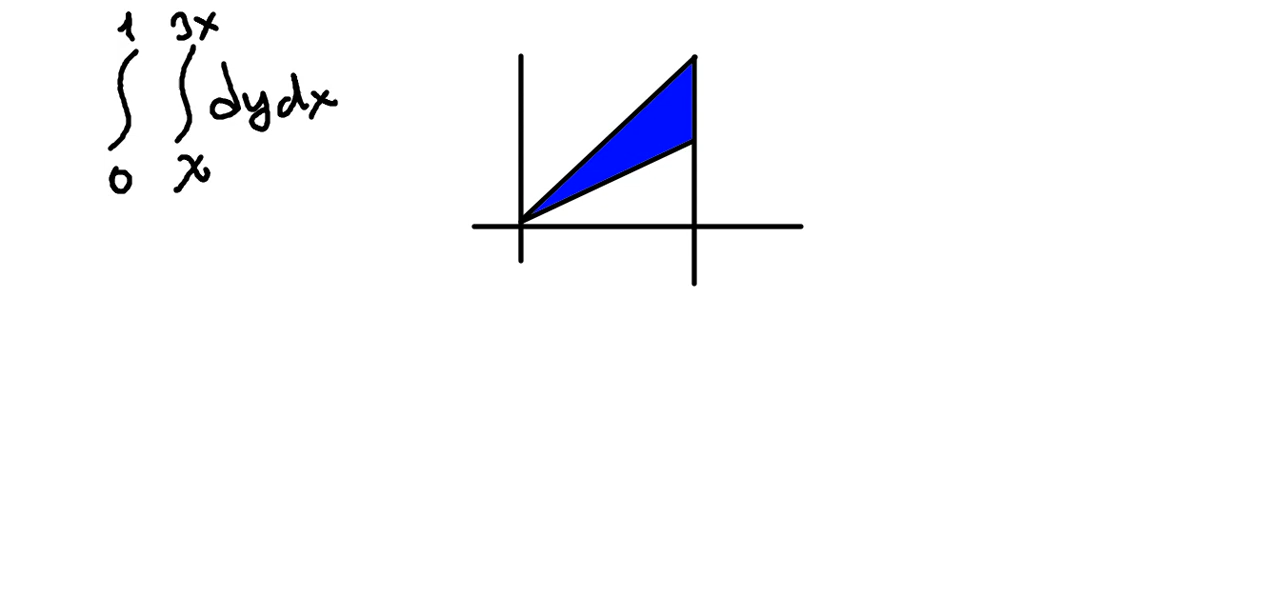 1 3x
∫ ∫ dydx
0 x